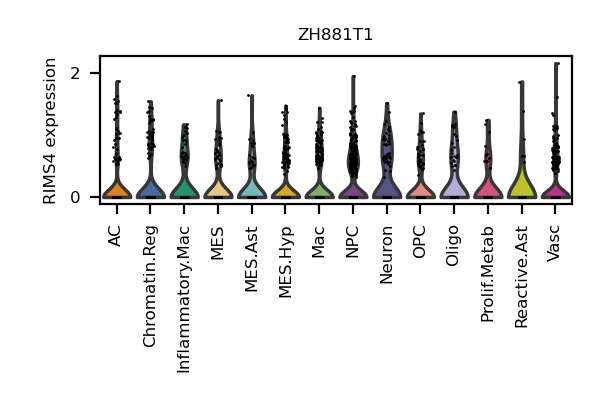 ZH881T1
RIMS4 expression
2
0
AC
Chromatin.Reg
Inflammatory.Mac
MES
MES.Ast
MES.Hyp
Mac
NPC
Neuron
OPC
Oligo
Prolif.Metab
Reactive.Ast
Vasc